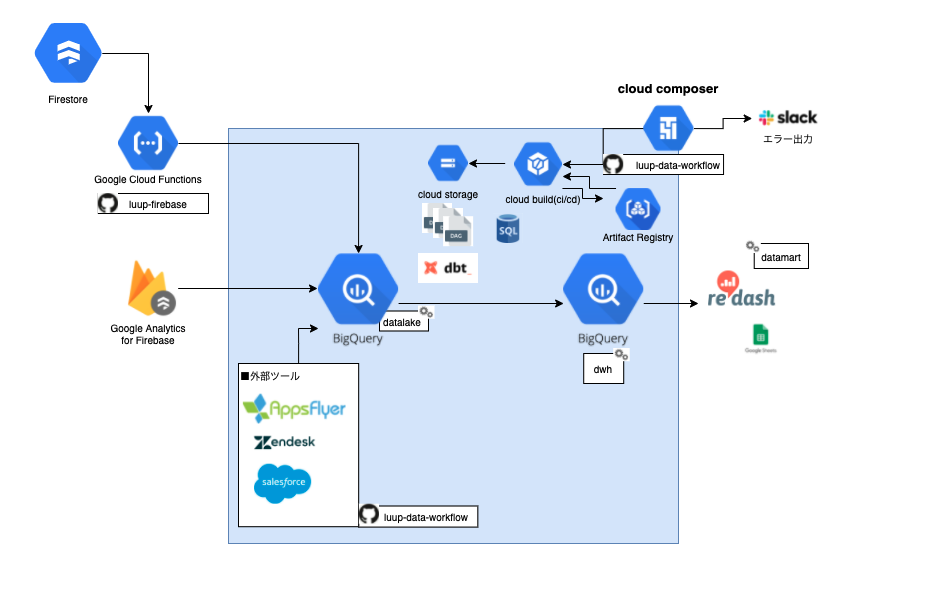 Firestore
Google Cloud Functions
luup-firebase
Google Analytics
for Firebase
cloud composer
slack
エラー出力
luup-data-workflow
cloud storage
cloud build(ci/cd)
Artifact Registry
DAG
SQL
dbt
BigQuery
datalake
BigQuery
dwh
datamart
redash
Google Sheets
■外部ツール
AppsFlyer
zendesk
salesforce
luup-data-workflow